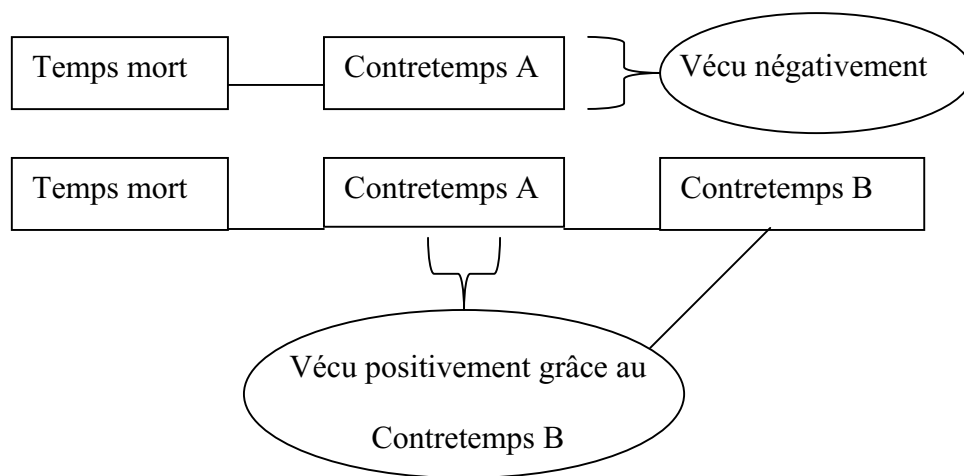 Temps mort
Contretemps A
Vécu négativement
Temps mort
Contretemps A
Contretemps B
Vécu positivement grâce au
Contretemps B